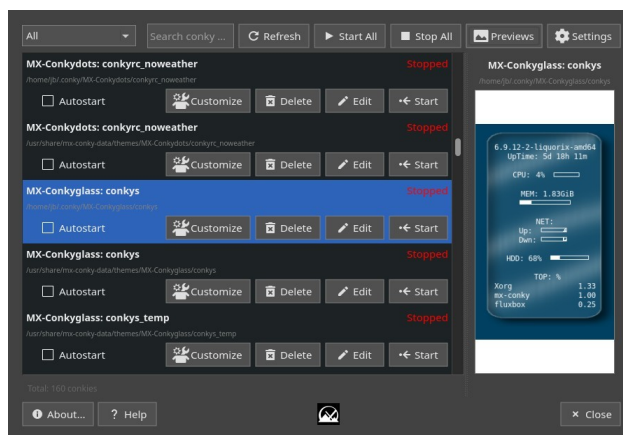 All
Search conky ...
Refresh
Start All
Stop All
Previews
Settings
MX-Conkydots: conkyrc_noweather
Stopped
/home/jb/.conky/MX-Conkydots/conkyrc_noweather
Autostart
Customize
Delete
Edit
Start
MX-Conkydots: conkyrc_noweather
Stopped
/usr/share/mx-conky-data/themes/MX-Conkydots/conkyrc_noweather
Autostart
Customize
Delete
Edit
Start
MX-Conkyglass: conkys
Stopped
/home/jb/.conky/MX-Conkyglass/conkys
Autostart
Customize
Delete
Edit
Start
MX-Conkyglass: conkys
Stopped
/usr/share/mx-conky-data/themes/MX-Conkyglass/conkys
Autostart
Customize
Delete
Edit
Start
MX-Conkyglass: conkys_temp
Stopped
/usr/share/mx-conky-data/themes/MX-Conkyglass/conkys_temp
Autostart
Customize
Delete
Edit
Start
MX-Conkyglass: conkys
/home/jb/.conky/MX-Conkyglass/conkys
6.9.12-2-liquorix-amd64
UpTime: 5d 18h 11m
CPU: 4%
MEM: 1.83GiB
NET:
Up:
Dwn:
HDD: 68%
TOP: %
Xorg 1.33
mx-conky 1.00
fluxbox 0.25
Total: 160 conkies
About...
? Help
Close